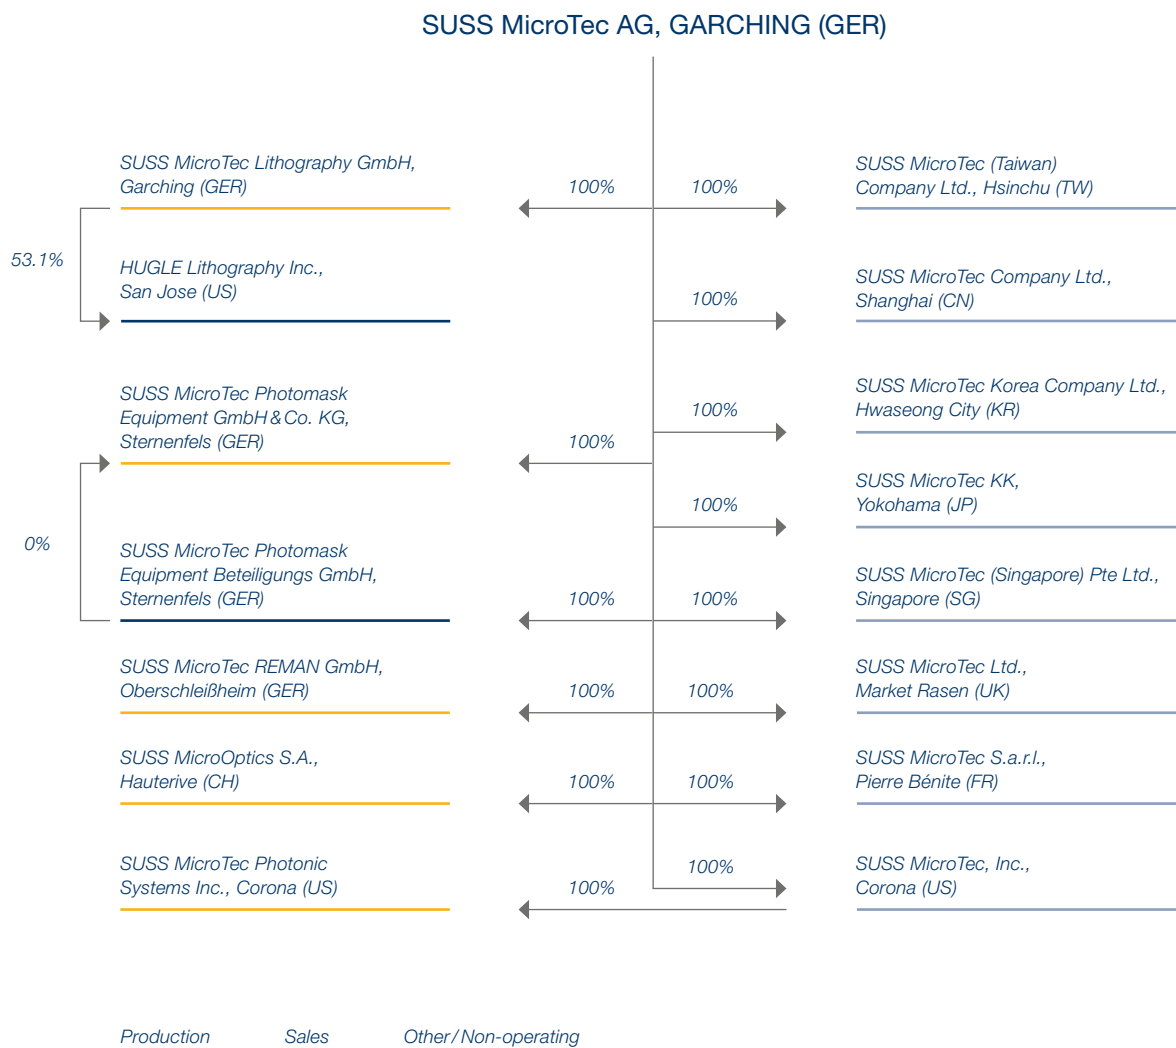 SUSS MicroTec AG, GARCHING (GER)
SUSS MicroTec Lithography GmbH,
Garching (GER)
100%
100%
SUSS MicroTec (Taiwan)
Company Ltd., Hsinchu (TW)
53.1%
HUGLE Lithography Inc.,
San Jose (US)
100%
SUSS MicroTec Company Ltd.,
Shanghai (CN)
SUSS MicroTec Photomask
Equipment GmbH & Co. KG,
Sternenfels (GER)
100%
100%
SUSS MicroTec Korea Company Ltd.,
Hwaseong City (KR)
100%
SUSS MicroTec KK,
Yokohama (JP)
0%
SUSS MicroTec Photomask
Equipment Beteiligungs GmbH,
Sternenfels (GER)
100%
100%
SUSS MicroTec (Singapore) Pte Ltd.,
Singapore (SG)
SUSS MicroTec REMAN GmbH,
Oberschleißheim (GER)
100%
100%
SUSS MicroTec Ltd.,
Market Rasen (UK)
SUSS MicroOptics S.A.,
Hauterive (CH)
100%
100%
SUSS MicroTec S.a.r.l.,
Pierre Bénite (FR)
SUSS MicroTec Photonic
Systems Inc., Corona (US)
100%
100%
SUSS MicroTec, Inc.,
Corona (US)
Production
Sales
Other / Non-operating